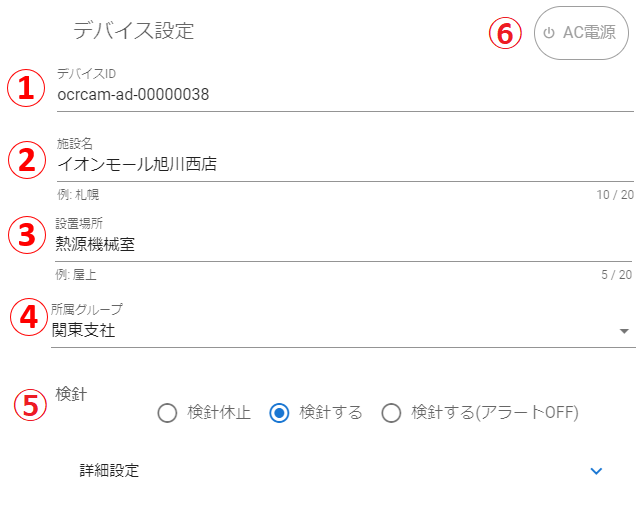 デバイス設定
⑥ AC電源
デバイスID
① ocrcam-ad-00000038
施設名
② イオンモール旭川西店
例: 札幌 10 / 20
設置場所
③ 熱源機械室
例: 屋上 5 / 20
所属グループ
④ 関東支社
⑤ 検針
検針休止 検針する 検針する(アラートOFF)
詳細設定